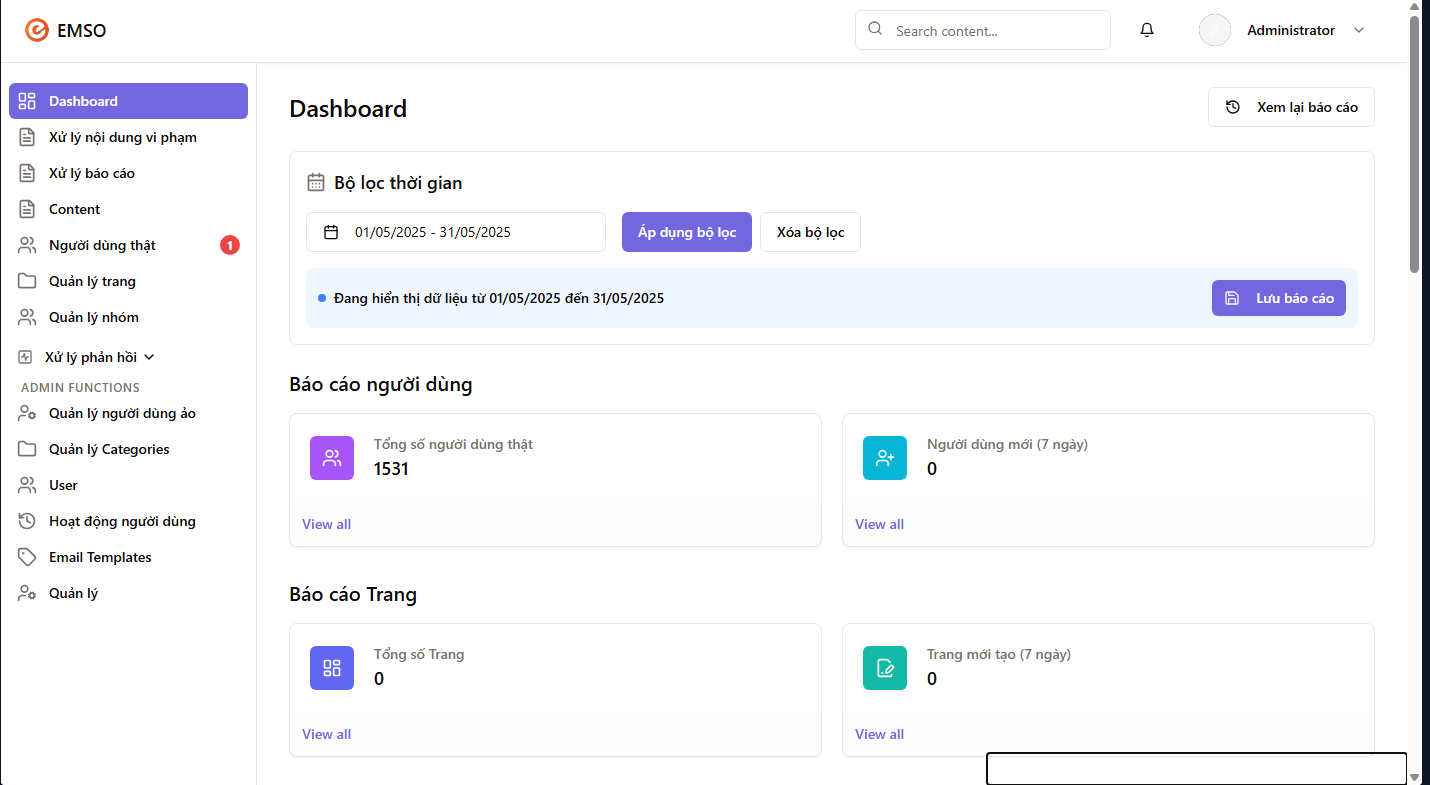 EMSO
Search content...
Administrator
Dashboard
Xử lý nội dung vi phạm
Xử lý báo cáo
Content
Người dùng thật
1
Quản lý trang
Quản lý nhóm
Xử lý phản hồi
ADMIN FUNCTIONS
Quản lý người dùng ảo
Quản lý Categories
User
Hoạt động người dùng
Email Templates
Quản lý
Dashboard
Xem lại báo cáo
Bộ lọc thời gian
01/05/2025 - 31/05/2025
Áp dụng bộ lọc
Xóa bộ lọc
Đang hiển thị dữ liệu từ 01/05/2025 đến 31/05/2025
Lưu báo cáo
Báo cáo người dùng
Tổng số người dùng thật
1531
View all
Người dùng mới (7 ngày)
0
View all
Báo cáo Trang
Tổng số Trang
0
View all
Trang mới tạo (7 ngày)
0
View all